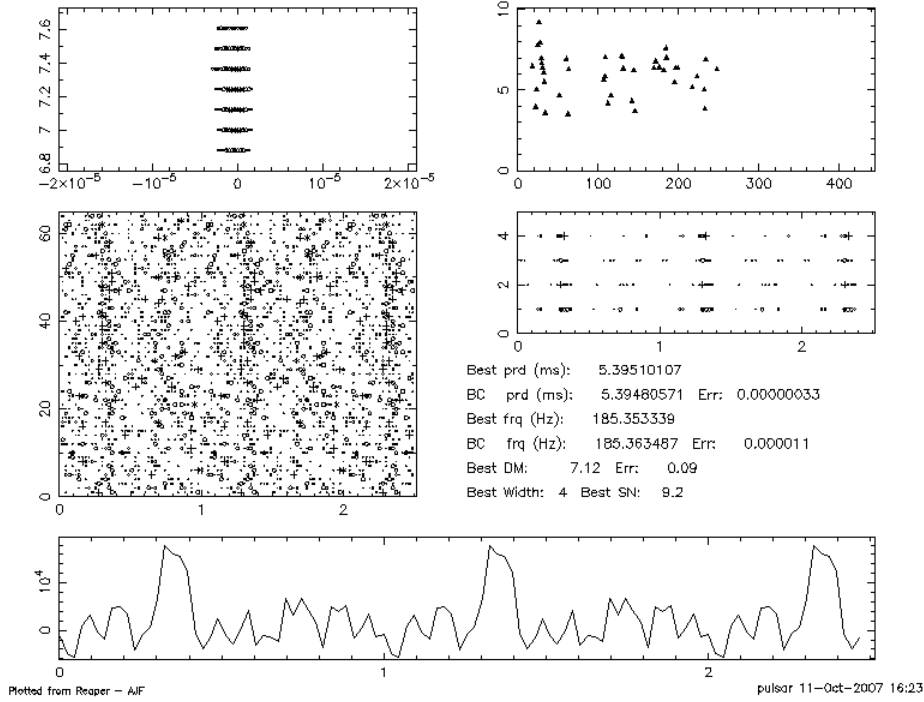 7.6
7.4
7.2
7
6.8
−2×10−5 −10−5 0 10−5 2×10−5
10
5
0
0 100 200 300 400
60
40
20
0
0 1 2
4
2
0
0 1 2
Best prd (ms): 5.39510107
BC prd (ms): 5.39480571 Err: 0.00000033
Best frq (Hz): 185.353339
BC frq (Hz): 185.363487 Err: 0.000011
Best DM: 7.12 Err: 0.09
Best Width: 4 Best SN: 9.2
104
0
0 1 2
Plotted from Reaper − AJF
pulsar 11−Oct−2007 16:23